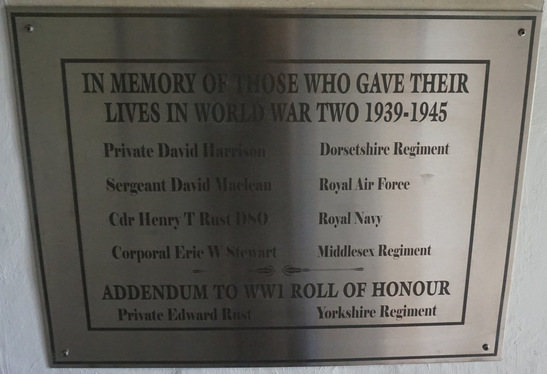 IN MEMORY OF THOSE WHO GAVE THEIR
LIVES IN WORLD WAR TWO 1939-1945
Private David Harrison Dorsetshire Regiment
Sergeant David Maclean Royal Air Force
Cdr Henry T Rust DSO Royal Navy
Corporal Eric W Stewart Middlesex Regiment
ADDENDUM TO WW1 ROLL OF HONOUR
Private Edward Rust Yorkshire Regiment